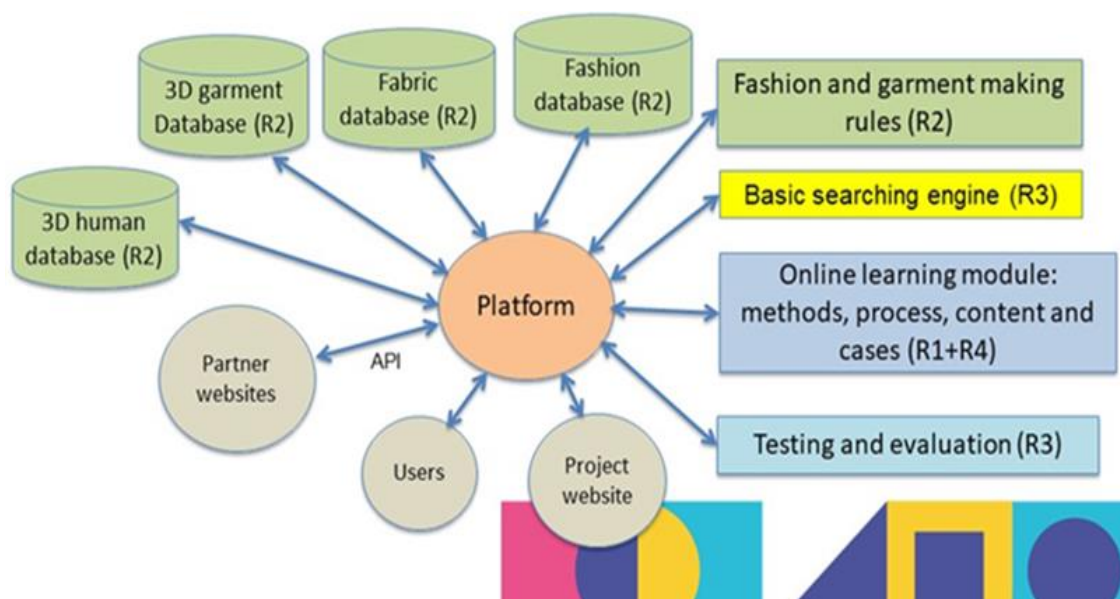 3D garment
Database (R2)
Fabric
database (R2)
Fashion
database (R2)
Fashion and garment making
rules (R2)
3D human
database (R2)
Basic searching engine (R3)
Platform
Online learning module:
methods, process, content and
cases (R1+R4)
Partner
websites
API
Users
Project
website
Testing and evaluation (R3)